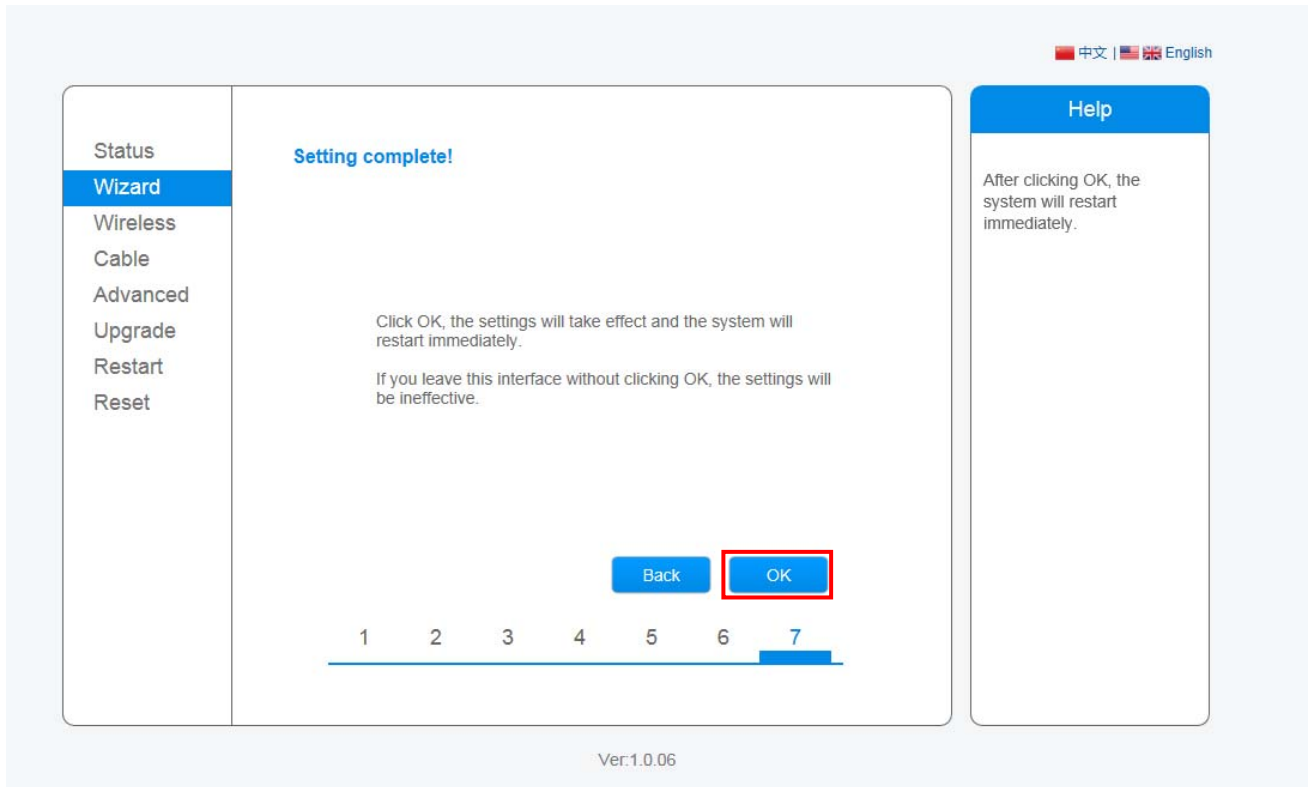 中文 | English
Status
Wizard
Wireless
Cable
Advanced
Upgrade
Restart
Reset
Setting complete!
Click OK, the settings will take effect and the system will
restart immediately.
If you leave this interface without clicking OK, the settings will
be ineffective.
Back OK
1 2 3 4 5 6 7
Help
After clicking OK, the
system will restart
immediately.
Ver:1.0.06